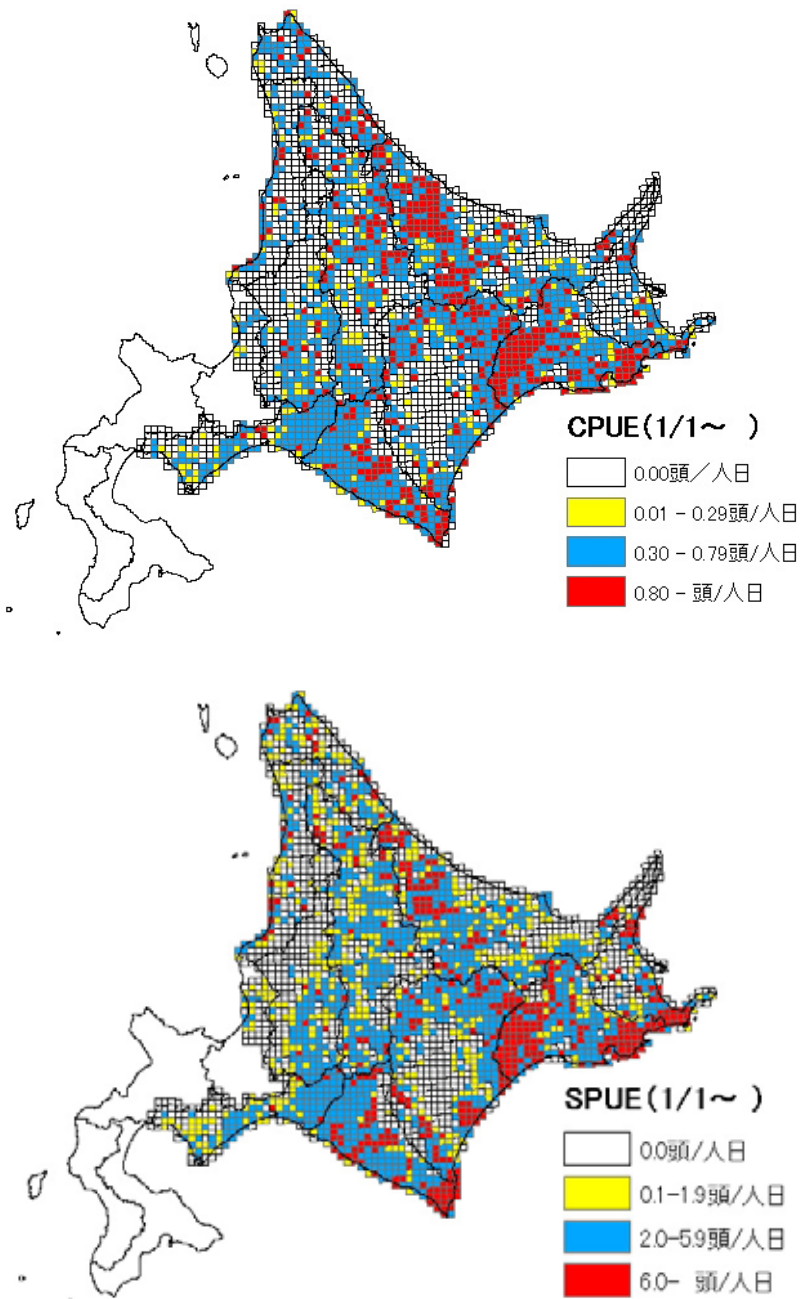 CPUE(1/1～ )
0.00頭／人日
0.01 - 0.29頭/人日
0.30 - 0.79頭/人日
0.80 - 頭/人日
SPUE(1/1～ )
0.0頭/人日
0.1-1.9頭/人日
2.0-5.9頭/人日
6.0- 頭/人日